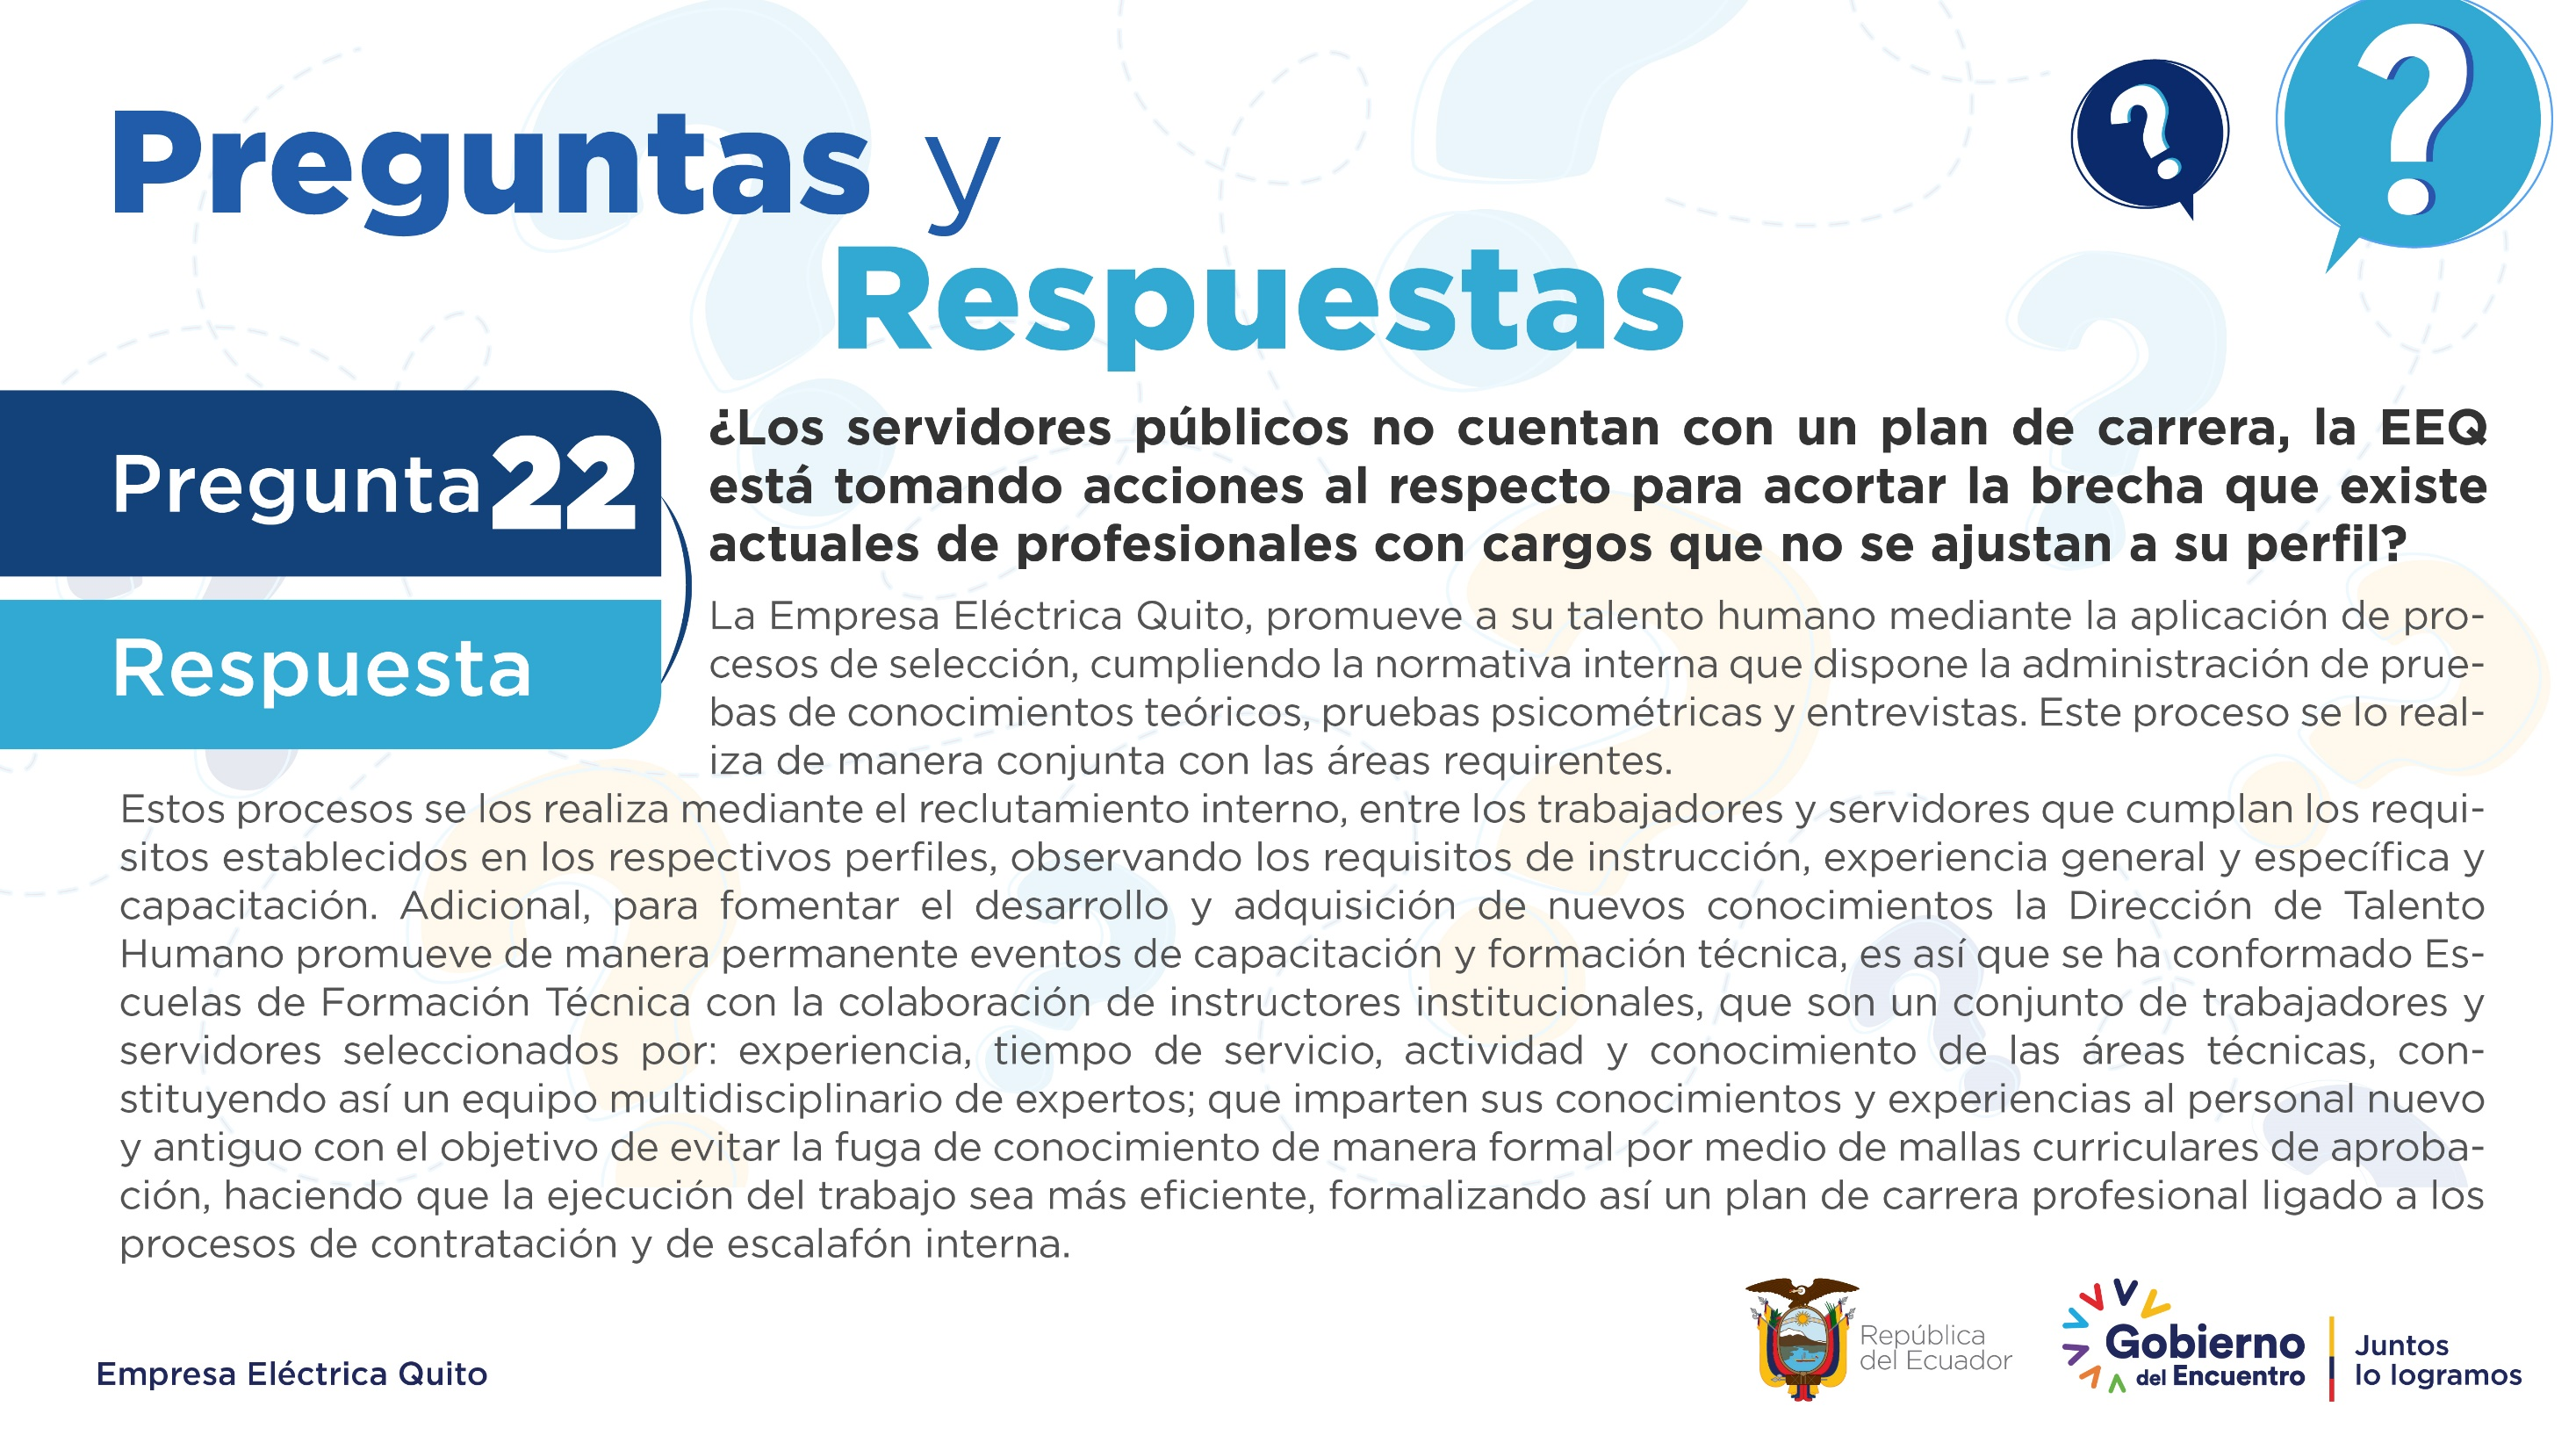 Preguntas y
Respuestas
Pregunta 22
¿Los servidores públicos no cuentan con un plan de carrera, la EEQ
está tomando acciones al respecto para acortar la brecha que existe
actuales de profesionales con cargos que no se ajustan a su perfil?
Respuesta
La Empresa Eléctrica Quito, promueve a su talento humano mediante la aplicación de pro-
cesos de selección, cumpliendo la normativa interna que dispone la administración de prue-
bas de conocimientos teóricos, pruebas psicométricas y entrevistas. Este proceso se lo real-
iza de manera conjunta con las áreas requirentes.
Estos procesos se los realiza mediante el reclutamiento interno, entre los trabajadores y servidores que cumplan los requi-
sitos establecidos en los respectivos perfiles, observando los requisitos de instrucción, experiencia general y específica y
capacitación. Adicional, para fomentar el desarrollo y adquisición de nuevos conocimientos la Dirección de Talento
Humano promueve de manera permanente eventos de capacitación y formación técnica, es así que se ha conformado Es-
cuelas de Formación Técnica con la colaboración de instructores institucionales, que son un conjunto de trabajadores y
servidores seleccionados por: experiencia, tiempo de servicio, actividad y conocimiento de las áreas técnicas, con-
stituyendo así un equipo multidisciplinario de expertos; que imparten sus conocimientos y experiencias al personal nuevo
y antiguo con el objetivo de evitar la fuga de conocimiento de manera formal por medio de mallas curriculares de aproba-
ción, haciendo que la ejecución del trabajo sea más eficiente, formalizando así un plan de carrera profesional ligado a los
procesos de contratación y de escalafón interna.
Empresa Eléctrica Quito
República
del Ecuador
Gobierno
del Encuentro
Juntos
lo logramos